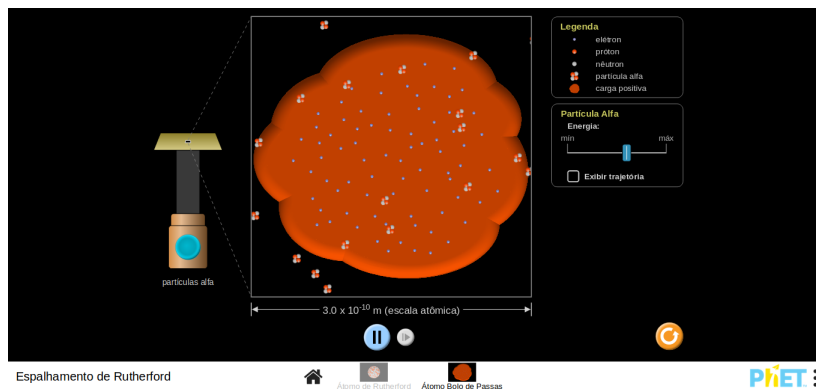 Legenda
elétron
próton
nêutron
partícula alfa
carga positiva
Partícula Alfa
Energia:
mín máx
Exibir trajetória
partículas alfa
3.0 x 10⁻¹⁰ m (escala atômica)
Espalhamento de Rutherford
Átomo de Rutherford
Átomo Bolo de Passas
PhET